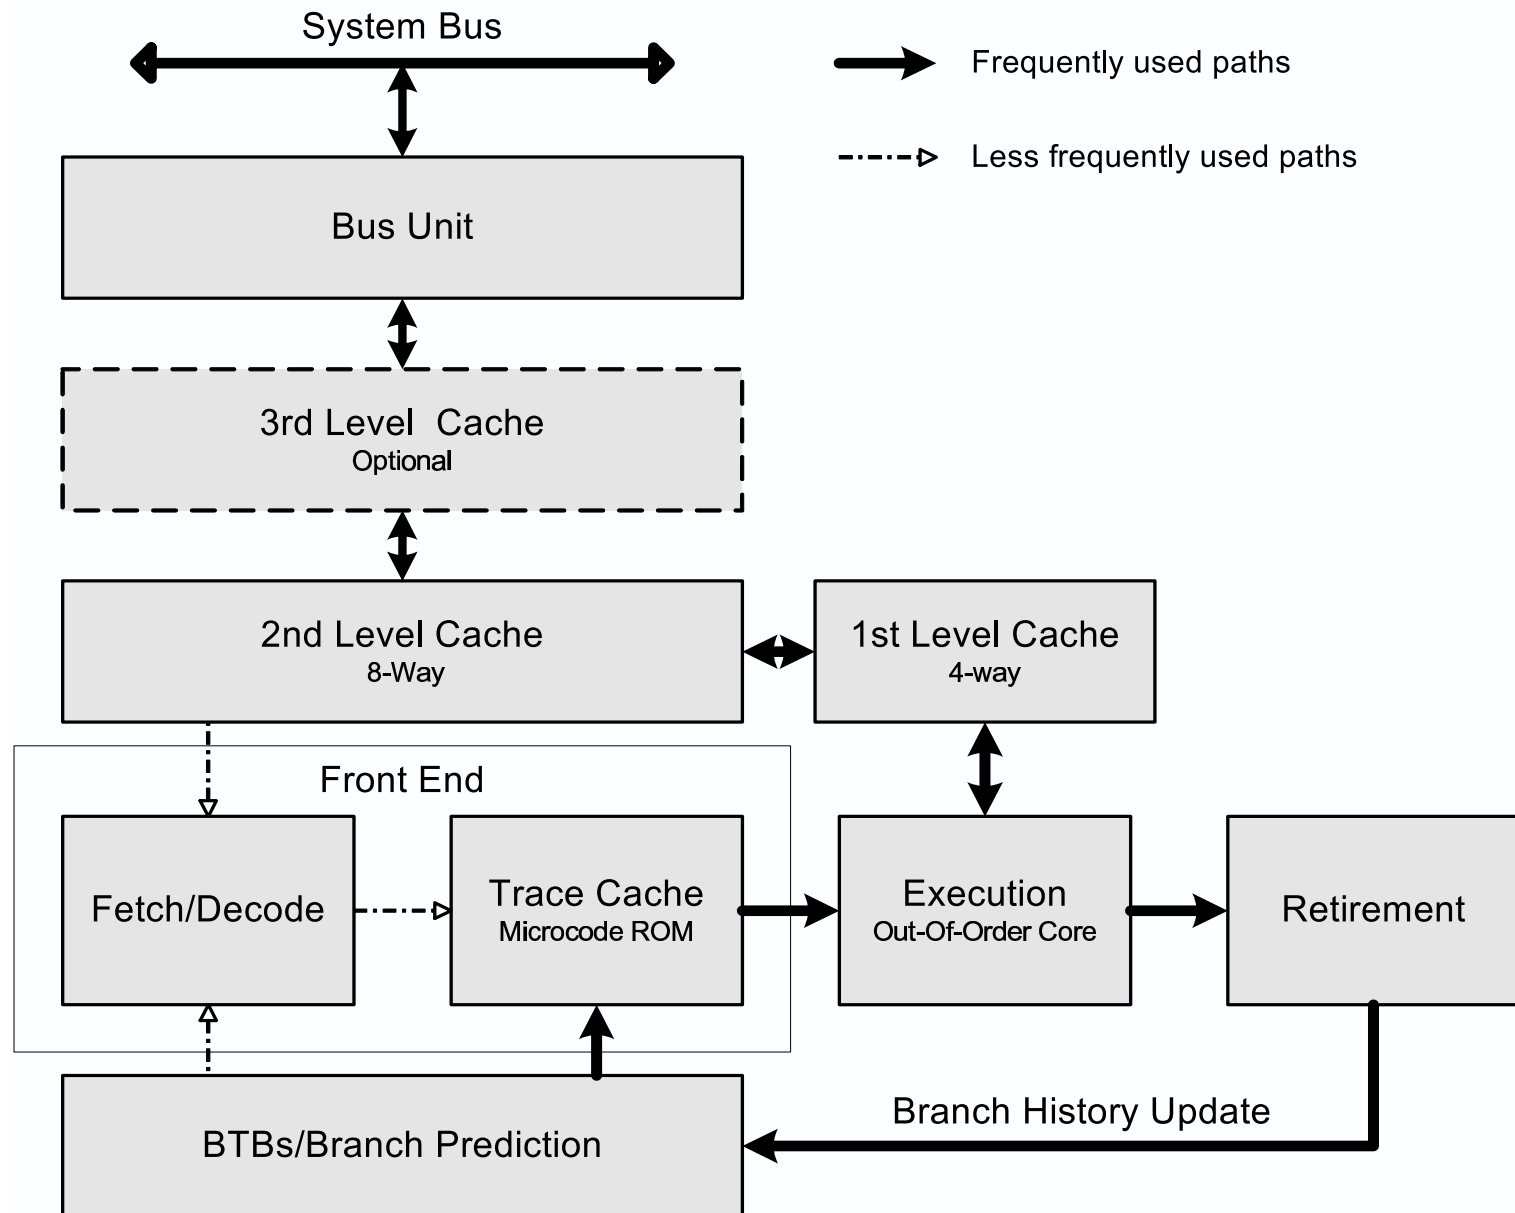 System Bus
Frequently used paths
Less frequently used paths
Bus Unit
3rd Level Cache
Optional
2nd Level Cache
8-Way
1st Level Cache
4-way
Front End
Fetch/Decode
Trace Cache
Microcode ROM
Execution
Out-Of-Order Core
Retirement
Branch History Update
BTBs/Branch Prediction